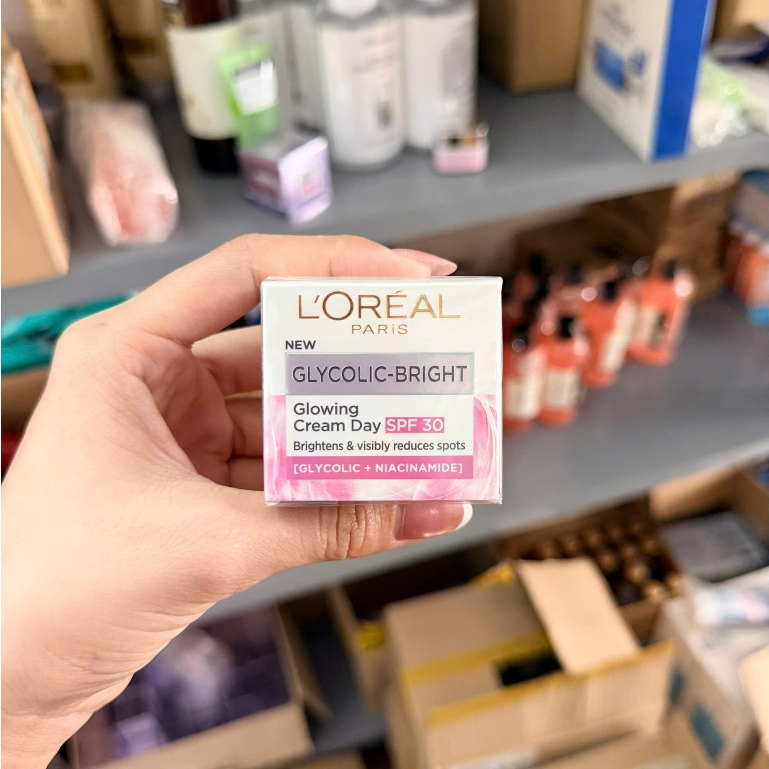 L'ORÉAL
PARIS
NEW
GLYCOLIC-BRIGHT
Glowing
Cream Day SPF 30
Brightens & visibly reduces spots
[GLYCOLIC + NIACINAMIDE]